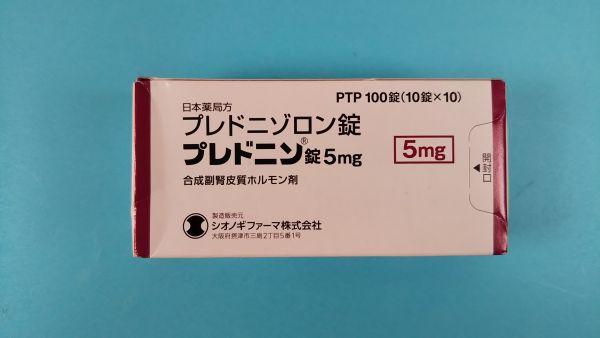 PTP 100錠(10錠×10)
日本薬局方
プレドニゾロン錠
プレドニン®錠5mg
5mg
合成副腎皮質ホルモン剤
開封口
製造販売元
シオノギファーマ株式会社
大阪府摂津市三島2丁目5番1号